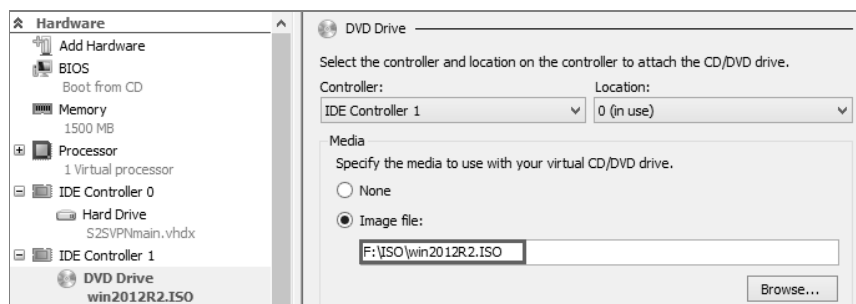 Hardware
Add Hardware
BIOS
Boot from CD
Memory
1500 MB
Processor
1 Virtual processor
IDE Controller 0
Hard Drive
S2SVPNmain.vhdx
IDE Controller 1
DVD Drive
win2012R2.ISO
DVD Drive
Select the controller and location on the controller to attach the CD/DVD drive.
Controller:
Location:
IDE Controller 1
0 (in use)
Media
Specify the media to use with your virtual CD/DVD drive.
None
Image file:
F:\ISO\win2012R2.ISO
Browse...